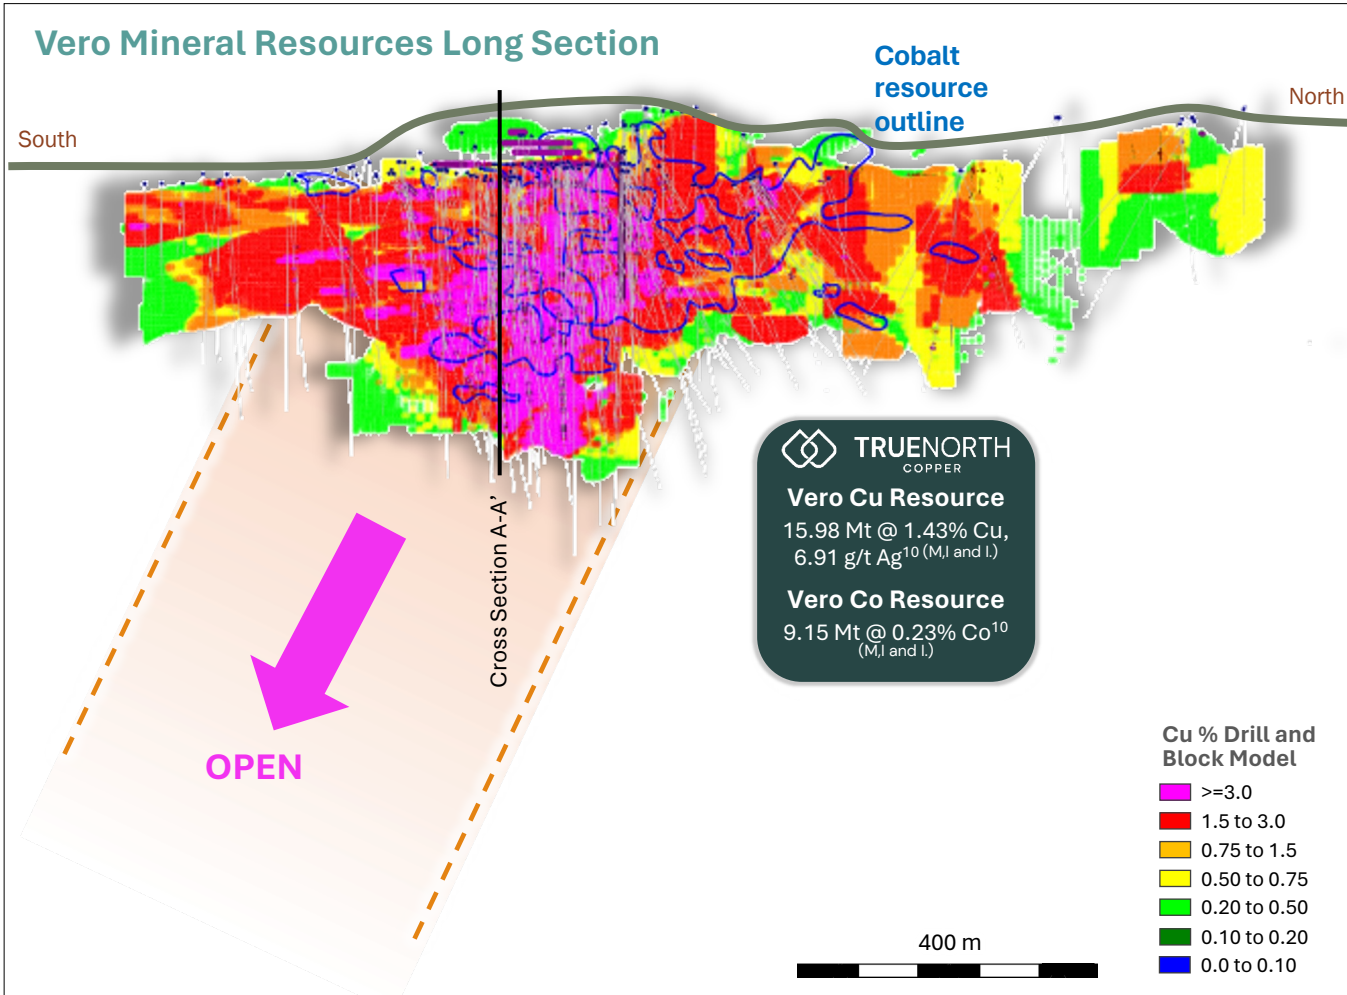 Vero Mineral Resources Long Section
Cobalt
resource
outline
North
South
Cross Section A-A’
TRUENORTH
COPPER
Vero Cu Resource
15.98 Mt @ 1.43% Cu,
6.91 g/t Ag10 (M,I and I.)
Vero Co Resource
9.15 Mt @ 0.23% Co10
(M,I and I.)
OPEN
Cu % Drill and
Block Model
>=3.0
1.5 to 3.0
0.75 to 1.5
0.50 to 0.75
0.20 to 0.50
0.10 to 0.20
0.0 to 0.10
400 m